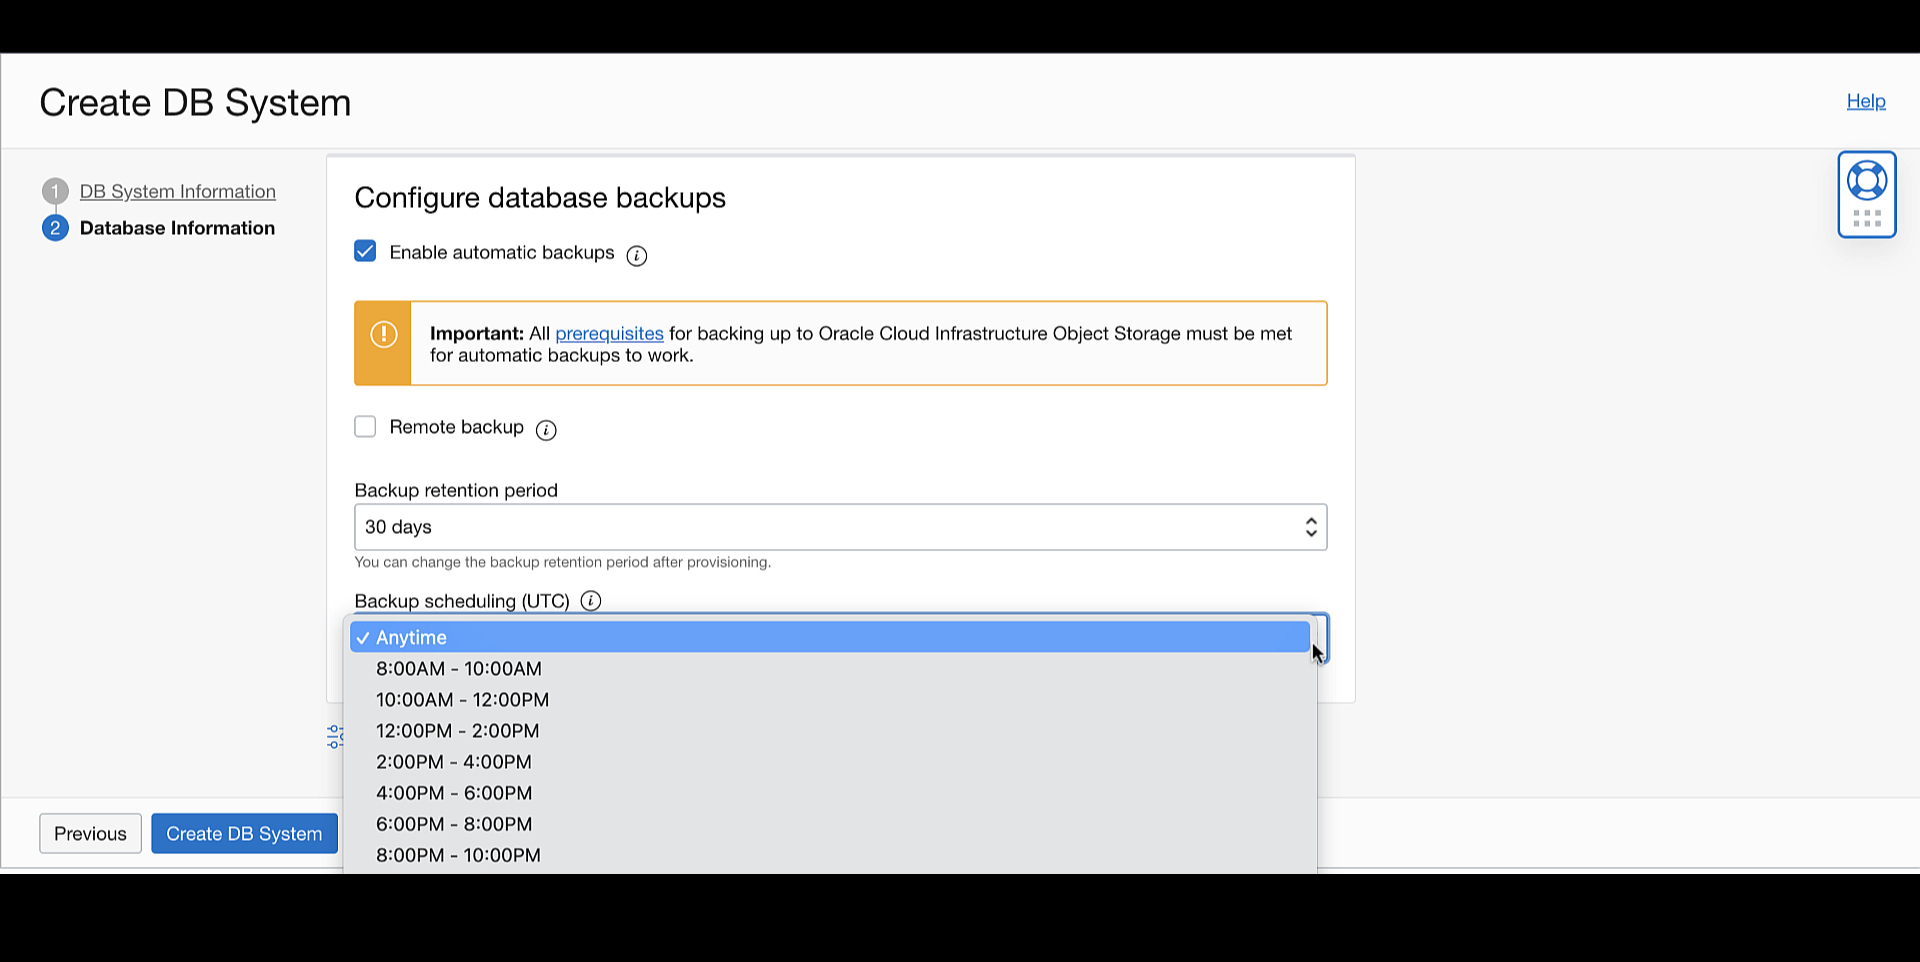 Create DB System
Help
1 DB System Information
2 Database Information
Configure database backups
Enable automatic backups
Important: All prerequisites for backing up to Oracle Cloud Infrastructure Object Storage must be met
for automatic backups to work.
Remote backup
Backup retention period
30 days
You can change the backup retention period after provisioning.
Backup scheduling (UTC)
Anytime
8:00AM - 10:00AM
10:00AM - 12:00PM
12:00PM - 2:00PM
2:00PM - 4:00PM
4:00PM - 6:00PM
6:00PM - 8:00PM
8:00PM - 10:00PM
Previous
Create DB System